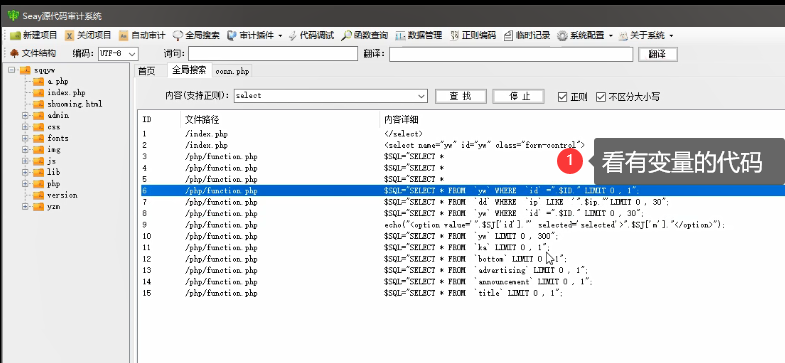 Seay源代码审计系统
新建项目 关闭项目 自动审计 全局搜索 审计插件 代码调试 函数查询 数据管理 正则编码 临时记录 系统配置 关于系统
文件结构 编码: UTF-8 词句: 翻译: 翻译
sqqyw
a.php
index.php
shuoming.html
admin
css
fonts
img
js
lib
php
version
yzm
首页 全局搜索 conn.php
内容(支持正则): select 查 找 停 止 正则 不区分大小写
ID 文件路径 内容详细
1 /index.php </select>
2 /index.php <select name="yw" id="yw" class="form-control">
3 /php/function.php $SQL="SELECT *
4 /php/function.php $SQL="SELECT *
5 /php/function.php $SQL="SELECT *
6 /php/function.php $SQL="SELECT * FROM `yw` WHERE `id` =".$ID." LIMIT 0 , 1";
7 /php/function.php $SQL="SELECT * FROM `dd` WHERE `ip` LIKE '".$ip."'LIMIT 0 , 30";
8 /php/function.php $SQL="SELECT * FROM `yw` WHERE `id` =".$ID." LIMIT 0 , 30";
9 /php/function.php echo("<option value='".$SJ['id']."' selected='selected'>".$SJ['m']."</option>");
10 /php/function.php $SQL="SELECT * FROM `yw` LIMIT 0 , 300";
11 /php/function.php $SQL="SELECT * FROM `ka` LIMIT 0 , 1";
12 /php/function.php $SQL="SELECT * FROM `bottom` LIMIT 0 , 1";
13 /php/function.php $SQL="SELECT * FROM `advertising` LIMIT 0 , 1";
14 /php/function.php $SQL="SELECT * FROM `announcement` LIMIT 0 , 1";
15 /php/function.php $SQL="SELECT * FROM `title` LIMIT 0 , 1";
1 看有变量的代码